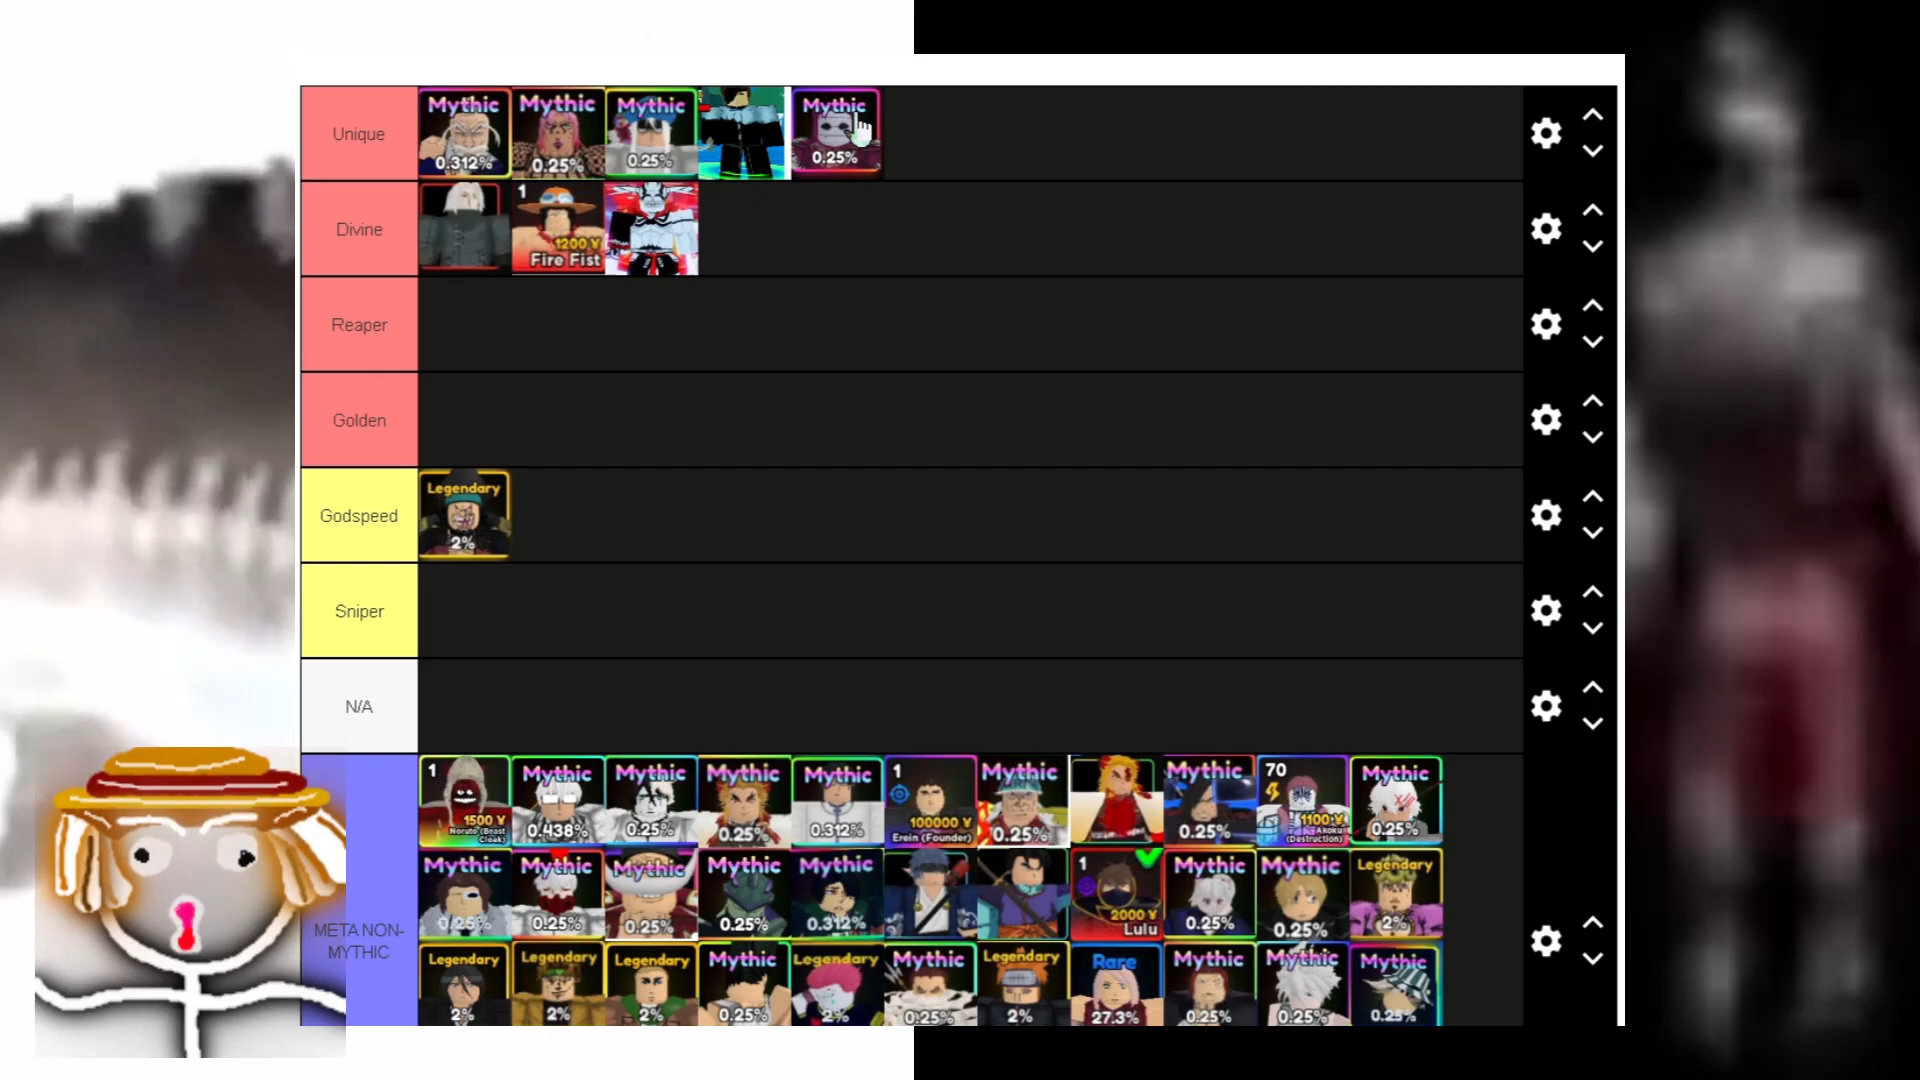 Unique
Mythic
0.312%
Mythic
0.25%
Mythic
0.25%
Mythic
0.25%
Divine
1
1200 ¥
Fire Fist
Reaper
Golden
Godspeed
Legendary
2%
Sniper
N/A
META NON-
MYTHIC
1
1500 ¥
Noruto (Beast
Cloak)
Mythic
0.438%
Mythic
0.25%
Mythic
0.25%
Mythic
0.312%
1
100000 ¥
Erein (Founder)
Mythic
0.25%
Mythic
0.25%
70
1100 ¥
Akoku
(Destruction)
Mythic
0.25%
Mythic
0.25%
Mythic
0.25%
Mythic
0.25%
Mythic
0.25%
Mythic
0.312%
1
2000 ¥
Lulu
Mythic
0.25%
Mythic
0.25%
Legendary
2%
Legendary
2%
Legendary
2%
Legendary
2%
Mythic
0.25%
Legendary
2%
Mythic
0.25%
Legendary
2%
Rare
27.3%
Mythic
0.25%
Mythic
0.25%
Mythic
0.25%